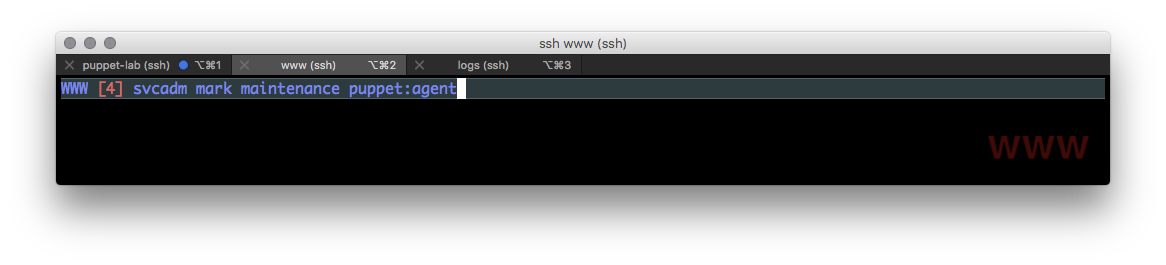 ssh www (ssh)
puppet-lab (ssh) ⌥⌘1 www (ssh) ⌥⌘2 logs (ssh) ⌥⌘3
WWW [4] svcadm mark maintenance puppet:agent
www